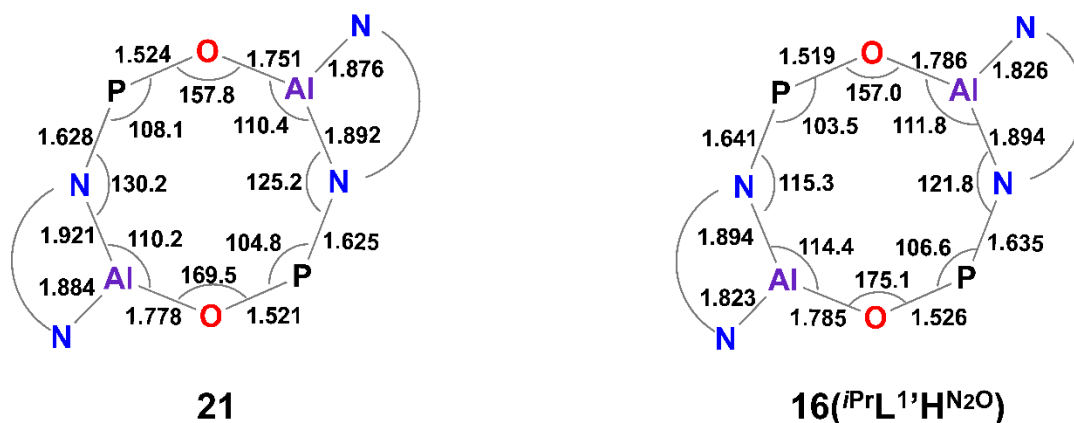 N
1.524 O 1.751 1.876
P Al
157.8
108.1 110.4
1.628 1.892
N 130.2 125.2 N
1.921 110.2 104.8 1.625
1.884 Al 169.5 P
1.778 O 1.521
N
21
N
1.519 O 1.786 1.826
P Al
157.0
103.5 111.8
1.641 1.894
N 115.3 121.8 N
1.894 114.4 106.6 1.635
1.823 Al 175.1 P
1.785 O 1.526
N
16(iPrL1’HN2O)